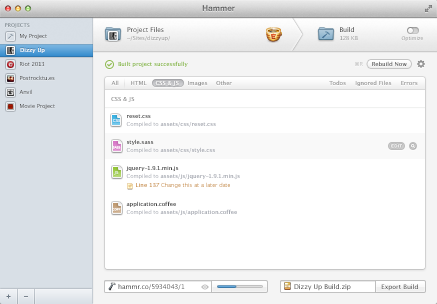 Hammer
PROJECTS
My Project
Dizzy Up
Riot 2013
Postrocktu.es
Anvil
Movie Project
Project Files
~/Sites/dizzyup/
Build
128 KB
Optimize
Built project successfully
Rebuild Now
All HTML CSS & JS Images Other Todos Ignored Files Errors
CSS & JS
reset.css
Compiled to assets/css/reset.css
style.sass
Compiled to assets/css/style.css
EDIT
jquery-1.9.1.min.js
Compiled to assets/js/jquery-1.9.1.min.js
Line 137 Change this at a later date
application.coffee
Compiled to assets/js/application.coffee
hammr.co/5934043/1
Dizzy Up Build.zip
Export Build